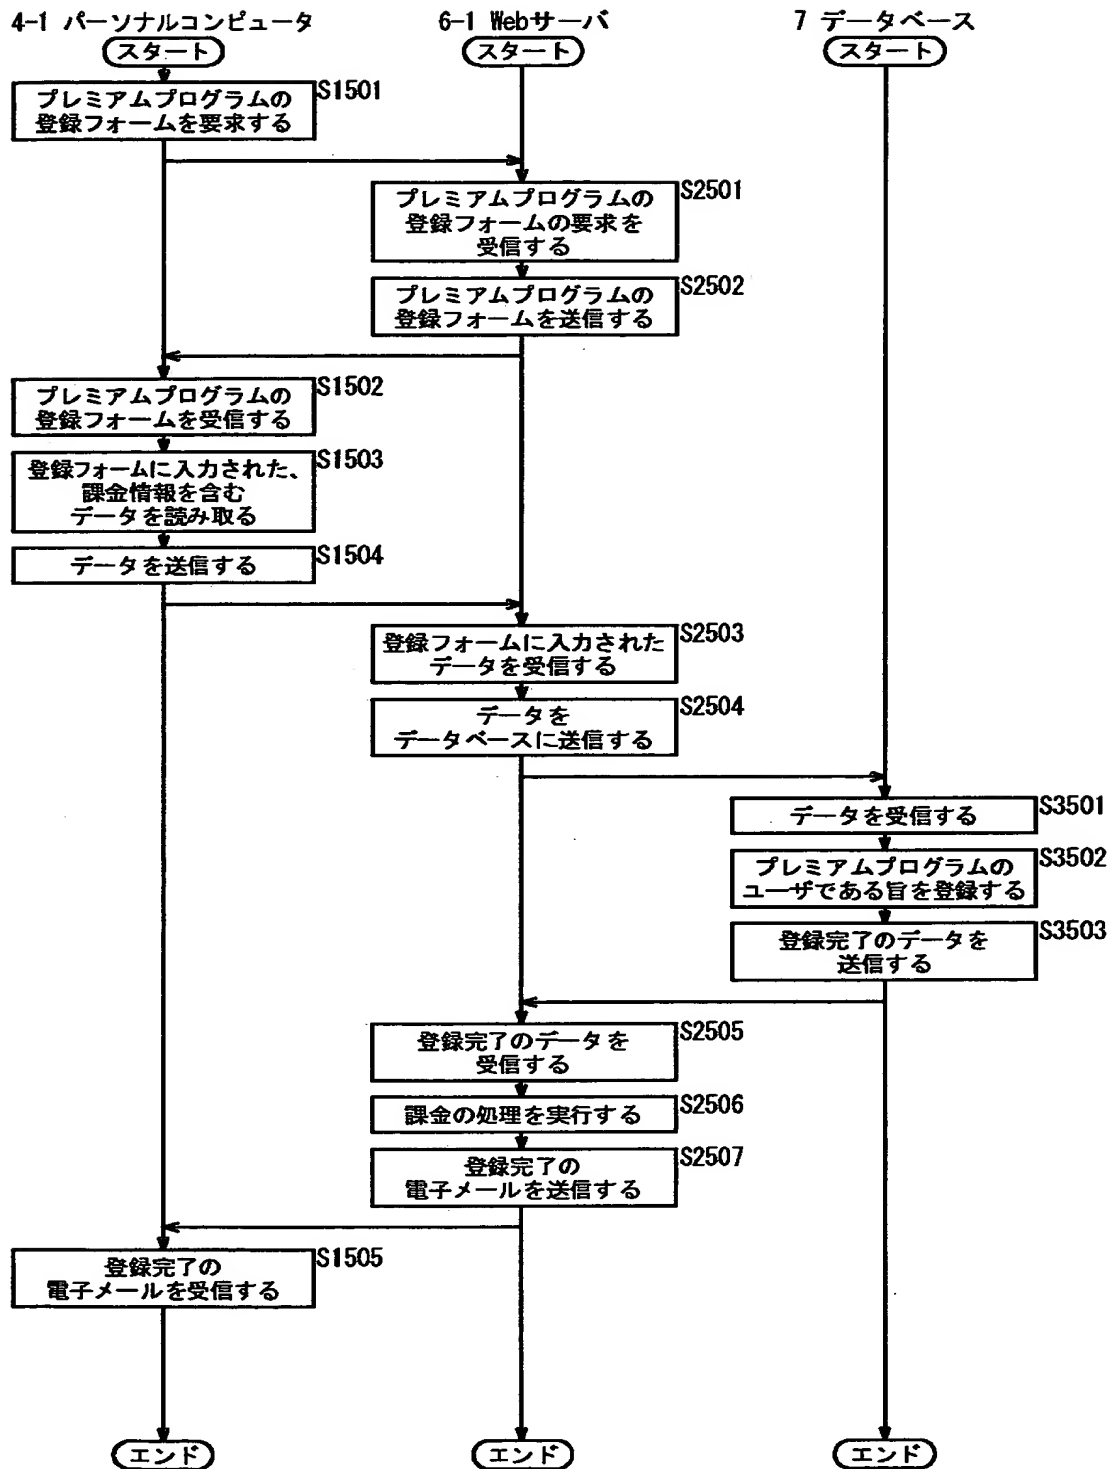 4-1 パーソナルコンピュータ
6-1 Webサーバ
7 データベース
スタート
スタート
スタート
プレミアムプログラムの
登録フォームを要求する
S1501
プレミアムプログラムの
登録フォームの要求を
受信する
S2501
プレミアムプログラムの
登録フォームを送信する
S2502
プレミアムプログラムの
登録フォームを受信する
S1502
登録フォームに入力された、
課金情報を含む
データを読み取る
S1503
データを送信する
S1504
登録フォームに入力された
データを受信する
S2503
データを
データベースに送信する
S2504
データを受信する
S3501
プレミアムプログラムの
ユーザである旨を登録する
S3502
登録完了のデータを
送信する
S3503
登録完了のデータを
受信する
S2505
課金の処理を実行する
S2506
登録完了の
電子メールを送信する
S2507
登録完了の
電子メールを受信する
S1505
エンド
エンド
エンド